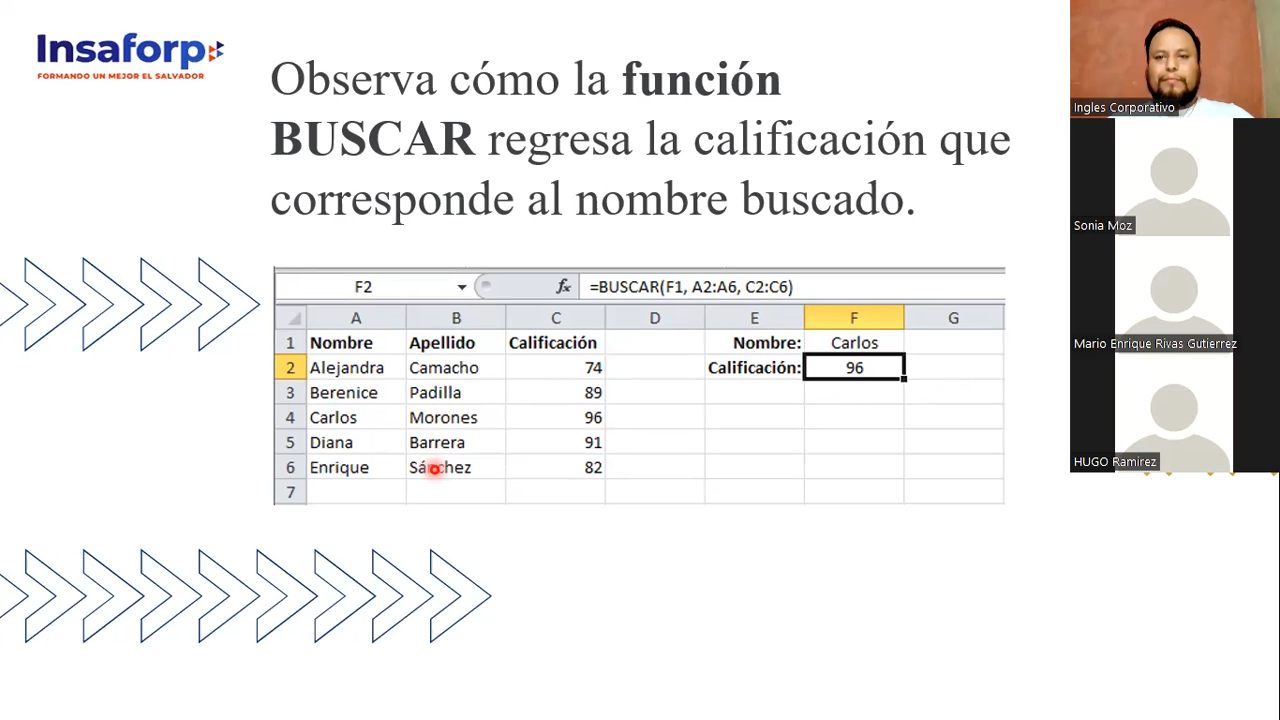 Insaforp
FORMANDO UN MEJOR EL SALVADOR
Observa cómo la función
BUSCAR regresa la calificación que
corresponde al nombre buscado.
F2 fx =BUSCAR(F1, A2:A6, C2:C6)
A B C D E F G
1 Nombre Apellido Calificación Nombre: Carlos
2 Alejandra Camacho 74 Calificación: 96
3 Berenice Padilla 89
4 Carlos Morones 96
5 Diana Barrera 91
6 Enrique Sánchez 82
7
Ingles Corporativo
Sonia Moz
Mario Enrique Rivas Gutierrez
HUGO Ramirez